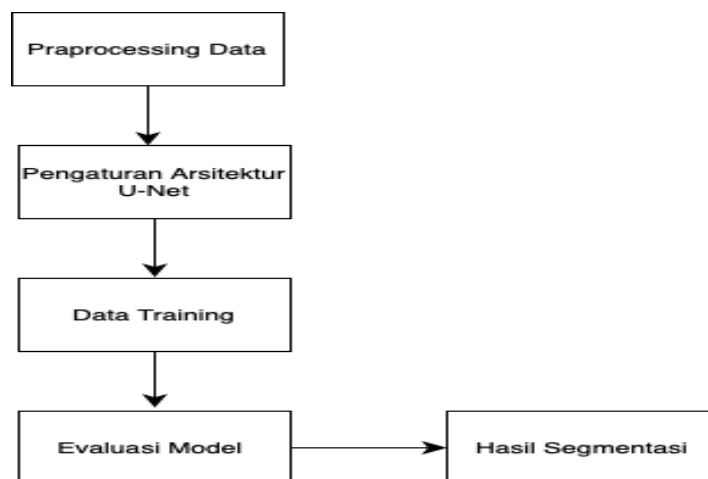 Praprocessing Data
Pengaturan Arsitektur
U-Net
Data Training
Evaluasi Model
Hasil Segmentasi